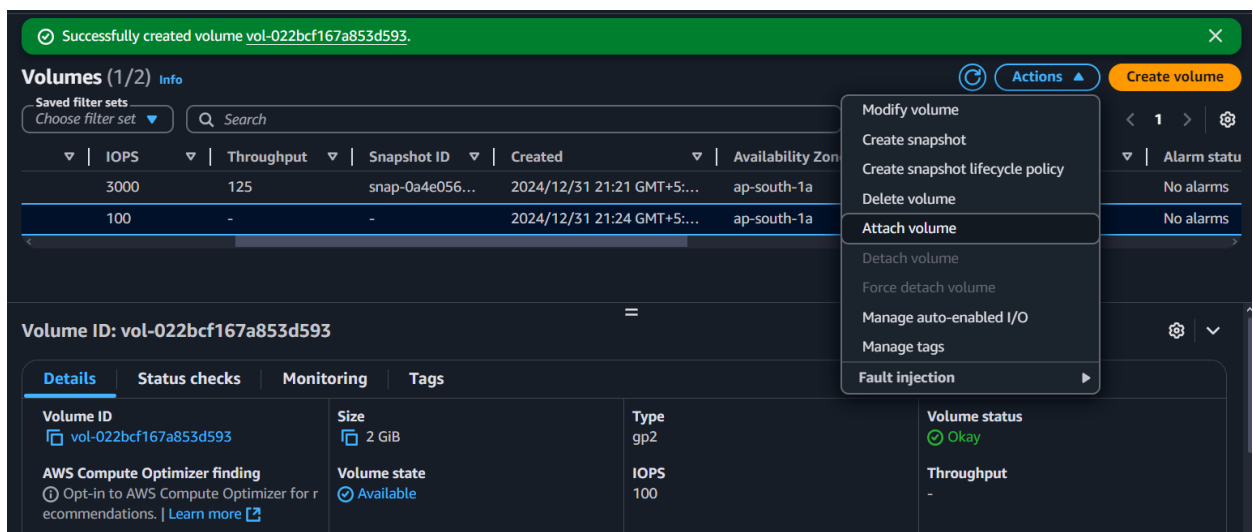 Successfully created volume vol-022bcf167a853d593.
Volumes (1/2) Info
Actions
Create volume
Saved filter sets
Choose filter set
Search
1
IOPS Throughput Snapshot ID Created Availability Zon Alarm statu
3000 125 snap-0a4e056... 2024/12/31 21:21 GMT+5:... ap-south-1a No alarms
100 - - 2024/12/31 21:24 GMT+5:... ap-south-1a No alarms
Modify volume
Create snapshot
Create snapshot lifecycle policy
Delete volume
Attach volume
Detach volume
Force detach volume
Manage auto-enabled I/O
Manage tags
Fault injection
Volume ID: vol-022bcf167a853d593
Details Status checks Monitoring Tags
Volume ID
vol-022bcf167a853d593
Size
2 GiB
Type
gp2
Volume status
Okay
AWS Compute Optimizer finding
Opt-in to AWS Compute Optimizer for r
ecommendations. | Learn more
Volume state
Available
IOPS
100
Throughput
-